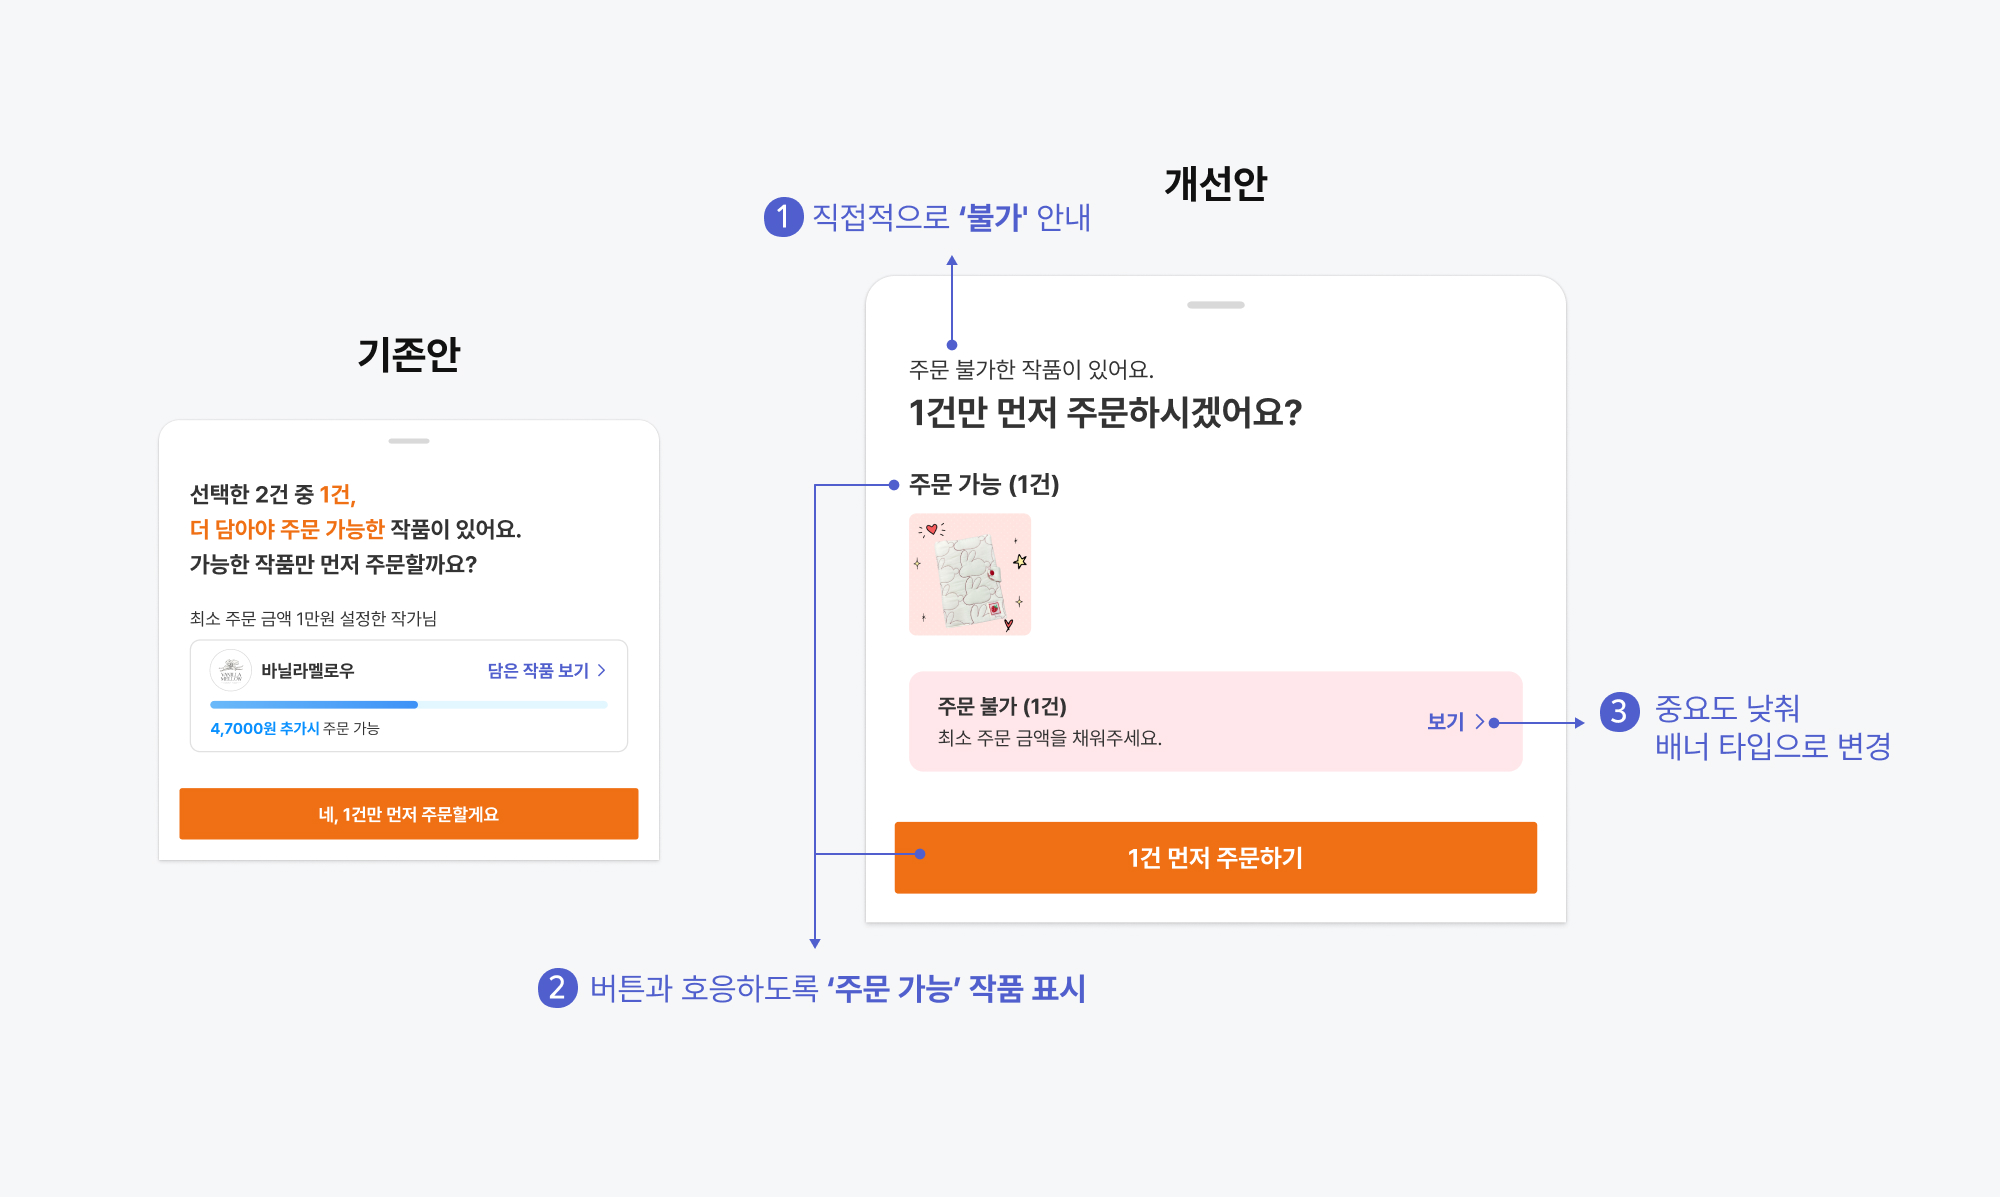 기존안
선택한 2건 중 1건,
더 담아야 주문 가능한 작품이 있어요.
가능한 작품만 먼저 주문할까요?
최소 주문 금액 1만원 설정한 작가님
VANILLA
MELLOW
바닐라멜로우
담은 작품 보기 >
4,7000원 추가시 주문 가능
네, 1건만 먼저 주문할게요
개선안
1 직접적으로 ‘불가' 안내
주문 불가한 작품이 있어요.
1건만 먼저 주문하시겠어요?
주문 가능 (1건)
주문 불가 (1건)
최소 주문 금액을 채워주세요.
보기 >
1건 먼저 주문하기
2 버튼과 호응하도록 ‘주문 가능’ 작품 표시
3 중요도 낮춰
배너 타입으로 변경